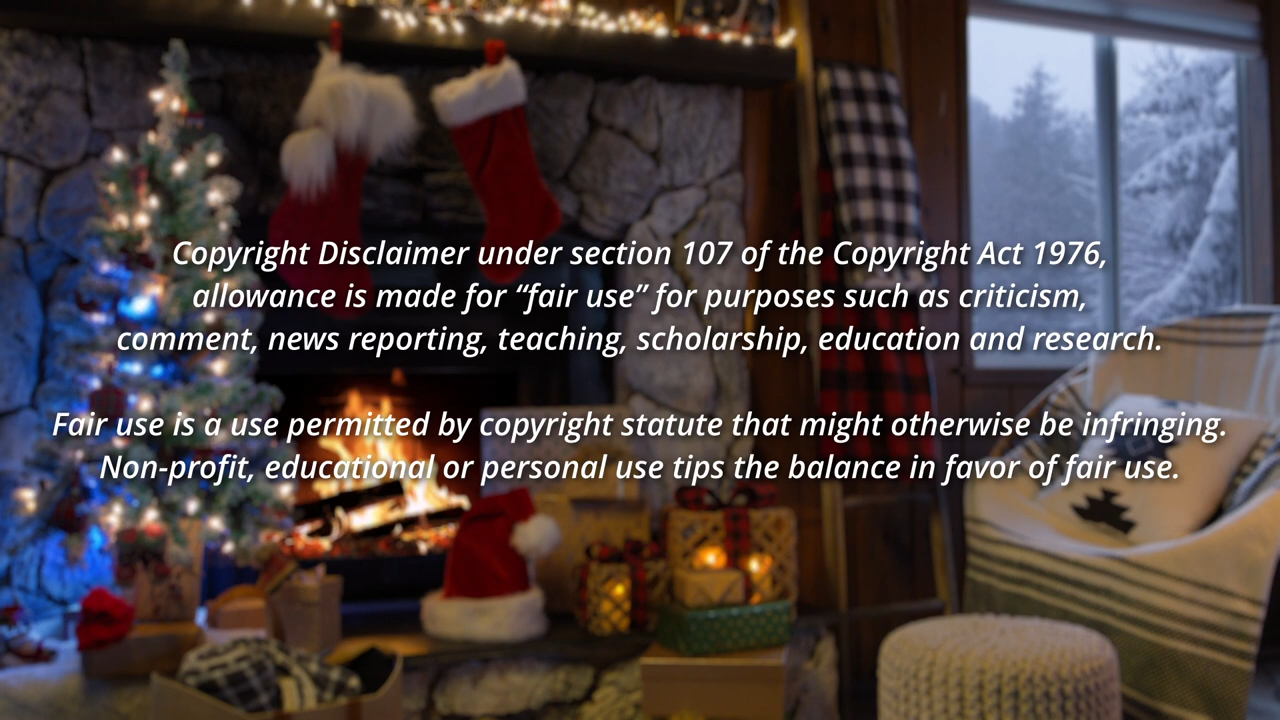 Copyright Disclaimer under section 107 of the Copyright Act 1976,
allowance is made for “fair use” for purposes such as criticism,
comment, news reporting, teaching, scholarship, education and research.
Fair use is a use permitted by copyright statute that might otherwise be infringing.
Non-profit, educational or personal use tips the balance in favor of fair use.